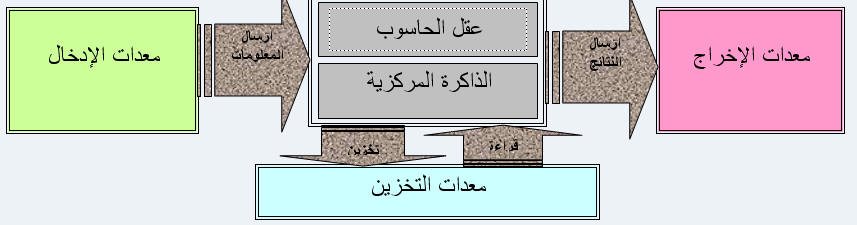 معدات الإدخال
ارسال
المعلومات
عقل الحاسوب
الذاكرة المركزية
ارسال
النتائج
معدات الإخراج
تخزين
قراءة
معدات التخزين